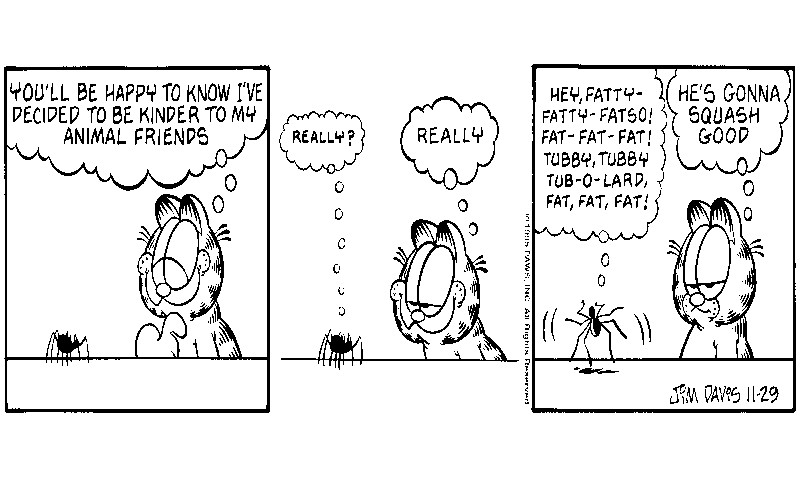 YOU'LL BE HAPPY TO KNOW I'VE
DECIDED TO BE KINDER TO MY
ANIMAL FRIENDS
REALLY?
REALLY
HEY, FATTY-
FATTY-FATSO!
FAT-FAT-FAT!
TUBBY, TUBBY
TUB-O-LARD,
FAT, FAT, FAT!
HE'S GONNA
SQUASH
GOOD
JIM DAVIS 11-29